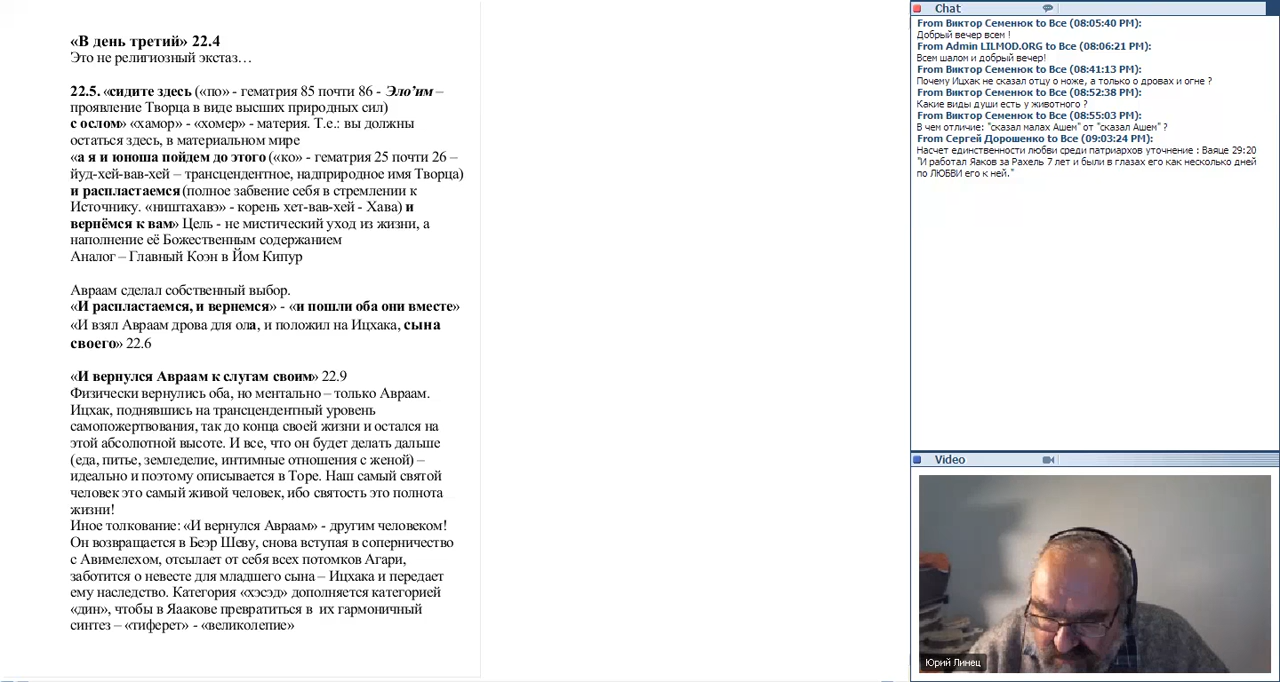 «В день третий» 22.4
Это не религиозный экстаз…
22.5. «сидите здесь («по» - гематрия 85 почти 86 - Эло’им –
проявление Творца в виде высших природных сил)
с ослом» «хамор» - «хомер» - материя. Т.е.: вы должны
остаться здесь, в материальном мире
«а я и юноша пойдем до этого («ко» - гематрия 25 почти 26 –
йуд-хей-вав-хей – трансцендентное, надприродное имя Творца)
и распластаемся (полное забвение себя в стремлении к
Источнику. «ништахавэ» - корень хет-вав-хей - Хава) и
вернёмся к вам» Цель - не мистический уход из жизни, а
наполнение её Божественным содержанием
Аналог – Главный Коэн в Йом Кипур
Авраам сделал собственный выбор.
«И распластаемся, и вернемся» - «и пошли оба они вместе»
«И взял Авраам дрова для ола, и положил на Ицхака, сына
своего» 22.6
«И вернулся Авраам к слугам своим» 22.9
Физически вернулись оба, но ментально – только Авраам.
Ицхак, поднявшись на трансцендентный уровень
самопожертвования, так до конца своей жизни и остался на
этой абсолютной высоте. И все, что он будет делать дальше
(еда, питье, земледелие, интимные отношения с женой) –
идеально и поэтому описывается в Торе. Наш самый святой
человек это самый живой человек, ибо святость это полнота
жизни!
Иное толкование: «И вернулся Авраам» - другим человеком!
Он возвращается в Беэр Шеву, снова вступая в соперничество
с Авимелехом, отсылает от себя всех потомков Агари,
заботится о невесте для младшего сына – Ицхака и передает
ему наследство. Категория «хэсэд» дополняется категорией
«дин», чтобы в Яаакове превратиться в их гармоничный
синтез – «тиферет» - «великолепие»
Chat
From Виктор Семенюк to Все (08:05:40 PM):
Добрый вечер всем !
From Admin LILMOD.ORG to Все (08:06:21 PM):
Всем шалом и добрый вечер!
From Виктор Семенюк to Все (08:41:13 PM):
Почему Ицхак не сказал отцу о ноже, а только о дровах и огне ?
From Виктор Семенюк to Все (08:52:38 PM):
Какие виды души есть у животного ?
From Виктор Семенюк to Все (08:55:03 PM):
В чем отличие: "сказал малах Ашем" от "сказал Ашем" ?
From Сергей Дорошенко to Все (09:03:24 PM):
Насчет единственности любви среди патриархов уточнение : Ваяце 29:20
"И работал Яаков за Рахель 7 лет и были в глазах его как несколько дней
по ЛЮБВИ его к ней."
Video
Юрий Линец